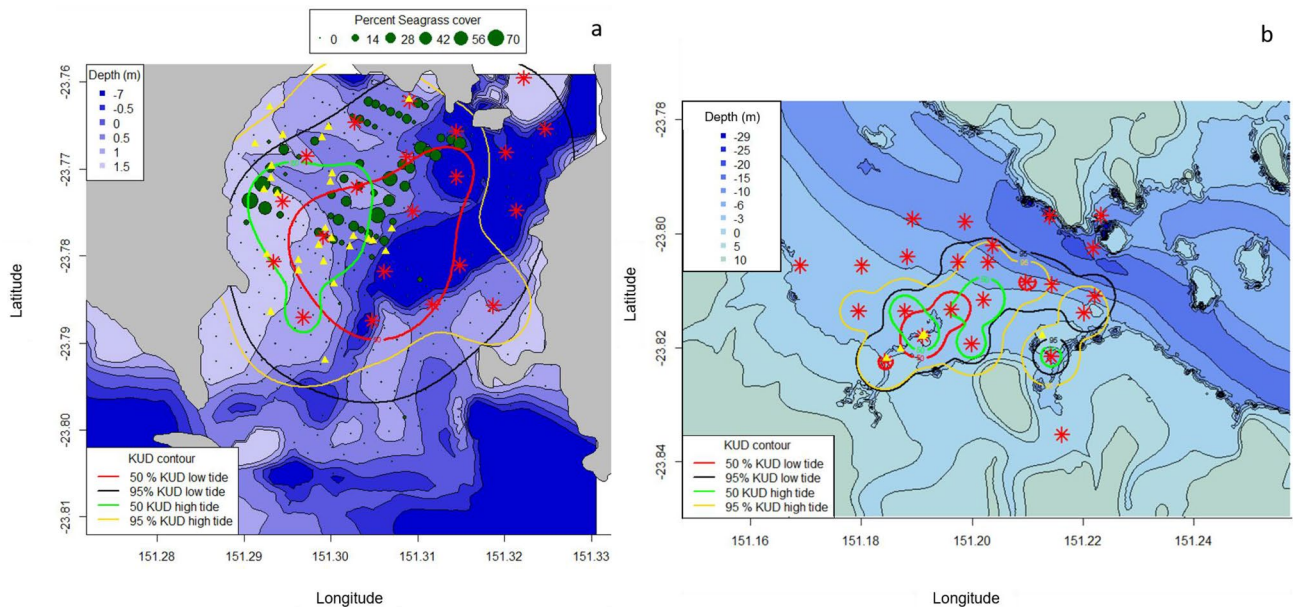 Percent Seagrass cover
0 14 28 42 56 70
a
Depth (m)
-7
-0.5
0
0.5
1
1.5
-23.76
-23.77
-23.78
-23.79
-23.80
-23.81
Latitude
KUD contour
50 % KUD low tide
95% KUD low tide
50 KUD high tide
95 % KUD high tide
151.28 151.29 151.30 151.31 151.32 151.33
Longitude
b
Depth (m)
-29
-25
-20
-15
-10
-6
-3
0
5
10
-23.78
-23.80
-23.82
-23.84
Latitude
95
95
50
KUD contour
50 % KUD low tide
95% KUD low tide
50 KUD high tide
95 % KUD high tide
151.16 151.18 151.20 151.22 151.24
Longitude